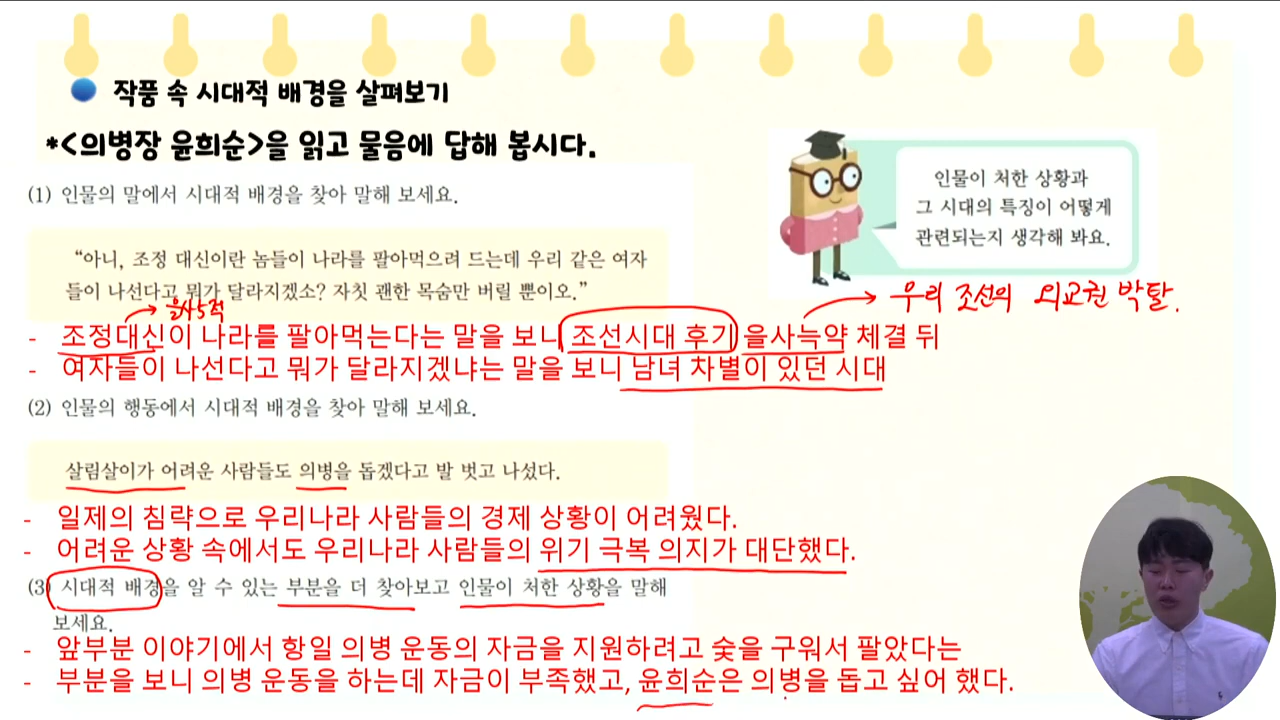 작품 속 시대적 배경을 살펴보기
*<의병장 윤희순>을 읽고 물음에 답해 봅시다.
인물이 처한 상황과
그 시대의 특징이 어떻게
관련되는지 생각해 봐요.
(1) 인물의 말에서 시대적 배경을 찾아 말해 보세요.
“아니, 조정 대신이란 놈들이 나라를 팔아먹으려 드는데 우리 같은 여자
들이 나선다고 뭐가 달라지겠소? 자칫 괜한 목숨만 버릴 뿐이오.”
을사5적
우리 조선의 외교권 박탈.
- 조정대신이 나라를 팔아먹는다는 말을 보니 조선시대 후기 을사늑약 체결 뒤
- 여자들이 나선다고 뭐가 달라지겠냐는 말을 보니 남녀 차별이 있던 시대
(2) 인물의 행동에서 시대적 배경을 찾아 말해 보세요.
살림살이가 어려운 사람들도 의병을 돕겠다고 발 벗고 나섰다.
- 일제의 침략으로 우리나라 사람들의 경제 상황이 어려웠다.
- 어려운 상황 속에서도 우리나라 사람들의 위기 극복 의지가 대단했다.
(3) 시대적 배경을 알 수 있는 부분을 더 찾아보고 인물이 처한 상황을 말해
보세요.
- 앞부분 이야기에서 항일 의병 운동의 자금을 지원하려고 숯을 구워서 팔았다는
- 부분을 보니 의병 운동을 하는데 자금이 부족했고, 윤희순은 의병을 돕고 싶어 했다.